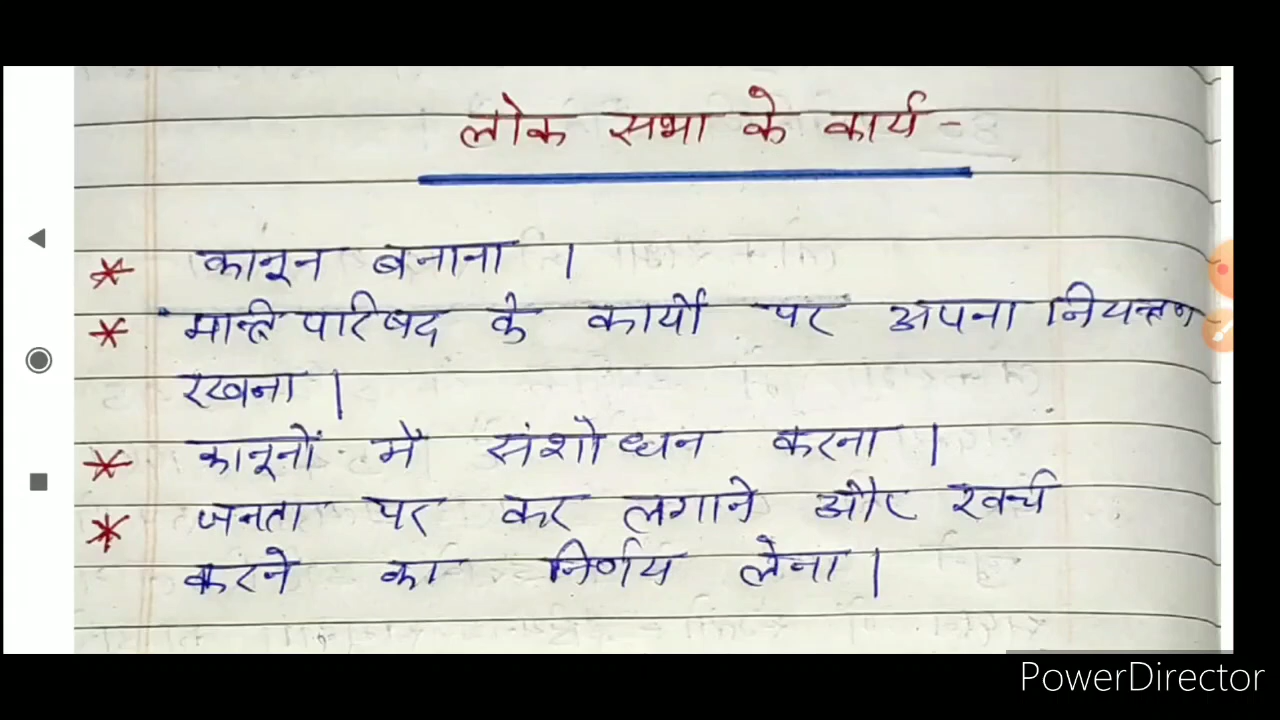 लोक सभा के कार्य -
* कानून बनाना ।
* मान्त्रि परिषद के कार्यो पर अपना नियन्त्रण
रखना ।
* कानूनों में संशोधन करना ।
* जनता पर कर लगाने और खर्च
करने का निर्णय लेना ।
PowerDirector